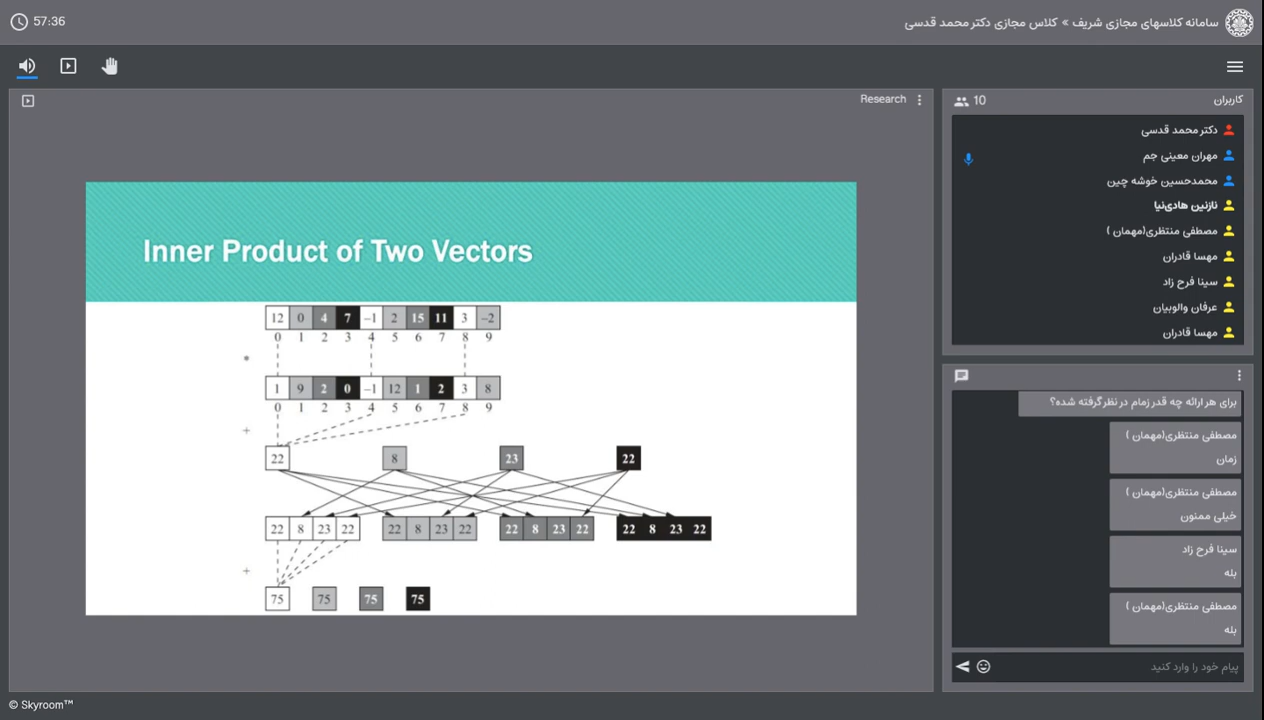 57:36
سامانه کلاسهای مجازی شریف » کلاس مجازی دکتر محمد قدسی
Research
Inner Product of Two Vectors
12 0 4 7 –1 2 15 11 3 –2
0 1 2 3 4 5 6 7 8 9
*
1 9 2 0 –1 12 1 2 3 8
0 1 2 3 4 5 6 7 8 9
+
22 8 23 22
22 8 23 22 22 8 23 22 22 8 23 22 22 8 23 22
+
75 75 75 75
کاربران
10
دکتر محمد قدسی
مهران معینی جم
محمدحسین خوشه چین
نازنین هادی‌نیا
مصطفی منتظری(مهمان )
مهسا قادران
سینا فرح زاد
عرفان والوییان
مهسا قادران
برای هر ارائه چه قدر زمام در نظر گرفته شده؟
مصطفی منتظری(مهمان )
زمان
مصطفی منتظری(مهمان )
خیلی ممنون
سینا فرح زاد
بله
مصطفی منتظری(مهمان )
بله
پیام خود را وارد کنید
© Skyroom™